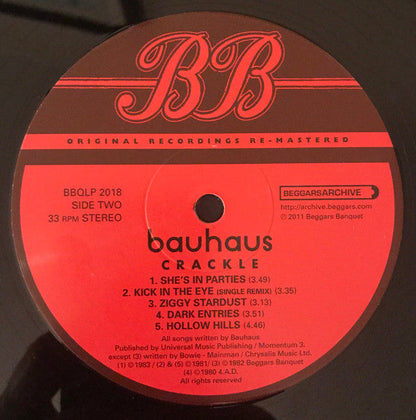 BB
ORIGINAL RECORDINGS RE-MASTERED
BBQLP 2018
SIDE TWO
33 RPM STEREO
BEGGARSARCHIVE
http://archive.beggars.com
℗ 2011 Beggars Banquet
bauhaus
CRACKLE
1. SHE'S IN PARTIES (3.49)
2. KICK IN THE EYE (SINGLE REMIX) (3.35)
3. ZIGGY STARDUST (3.13)
4. DARK ENTRIES (3.51)
5. HOLLOW HILLS (4.46)
All songs written by Bauhaus
Published by Universal Music Publishing / Momentum 3.
except (3) written by Bowie - Mainman / Chrysalis Music Ltd.
(1) ©1983 / (2) & (5) ©1981/ (3) ©1982 Beggars Banquet
(4) ©1980 4.A.D.